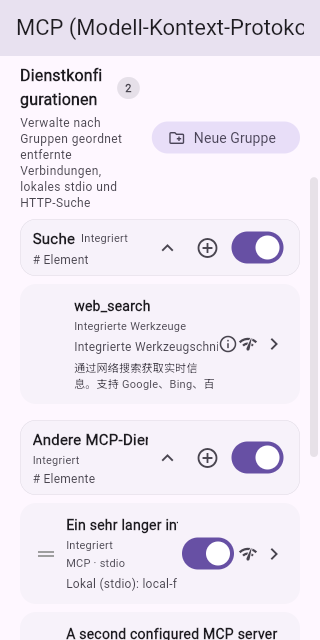 MCP (Modell-Kontext-Protoko
Dienstkonfi
gurationen
2
Verwalte nach
Gruppen geordnet
entfernte
Verbindungen,
lokales stdio und
HTTP-Suche
Neue Gruppe
Suche Integriert
# Element
web_search
Integrierte Werkzeuge
Integrierte Werkzeugschni
通过网络搜索获取实时信
息。支持 Google、Bing、百
Andere MCP-Dien
Integriert
# Elemente
Ein sehr langer in
Integriert
MCP · stdio
Lokal (stdio): local-f
A second configured MCP server